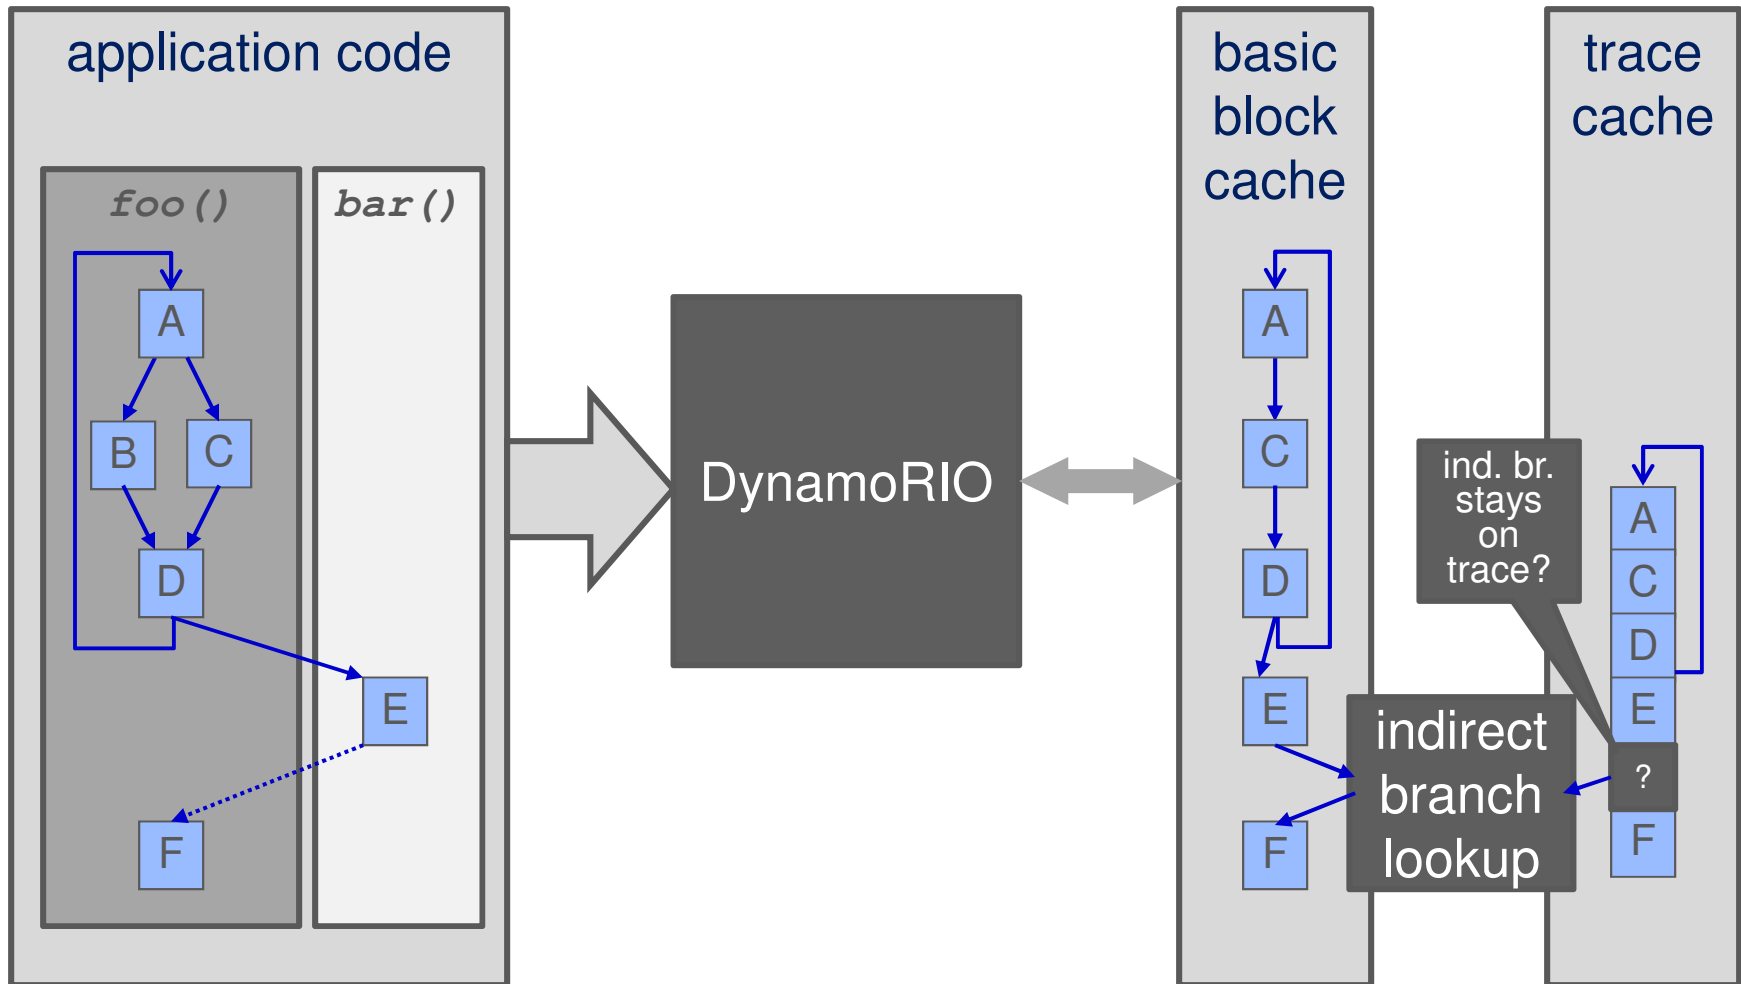 application code
foo()
bar()
A
B
C
D
E
F
DynamoRIO
basic
block
cache
A
C
D
E
F
indirect
branch
lookup
trace
cache
ind. br.
stays
on
trace?
A
C
D
E
?
F